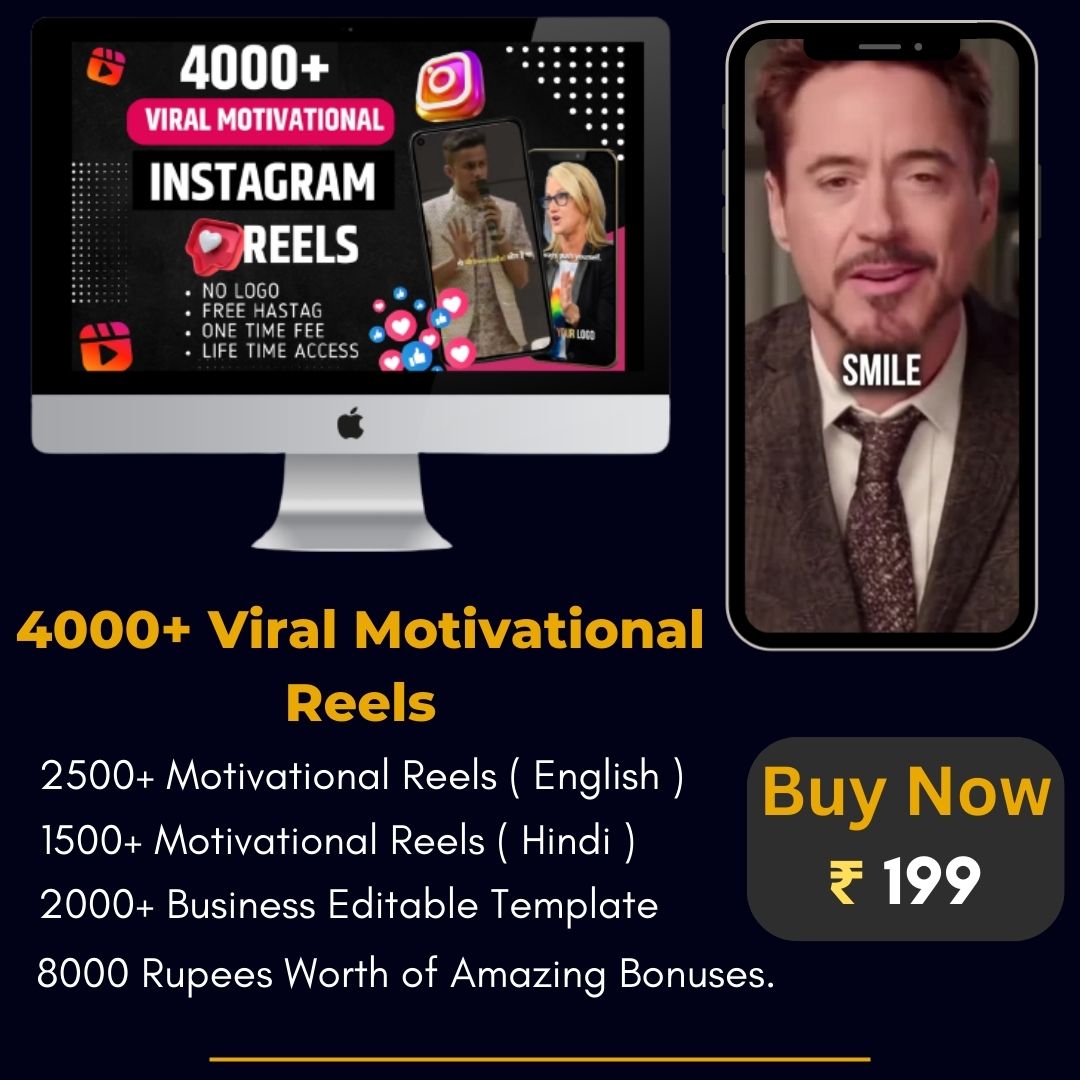 4000+
VIRAL MOTIVATIONAL
INSTAGRAM
REELS
• NO LOGO
• FREE HASTAG
• ONE TIME FEE
• LIFE TIME ACCESS
push yourself.
YOUR LOGO
SMILE
4000+ Viral Motivational
Reels
2500+ Motivational Reels ( English )
1500+ Motivational Reels ( Hindi )
2000+ Business Editable Template
8000 Rupees Worth of Amazing Bonuses.
Buy Now
₹ 199